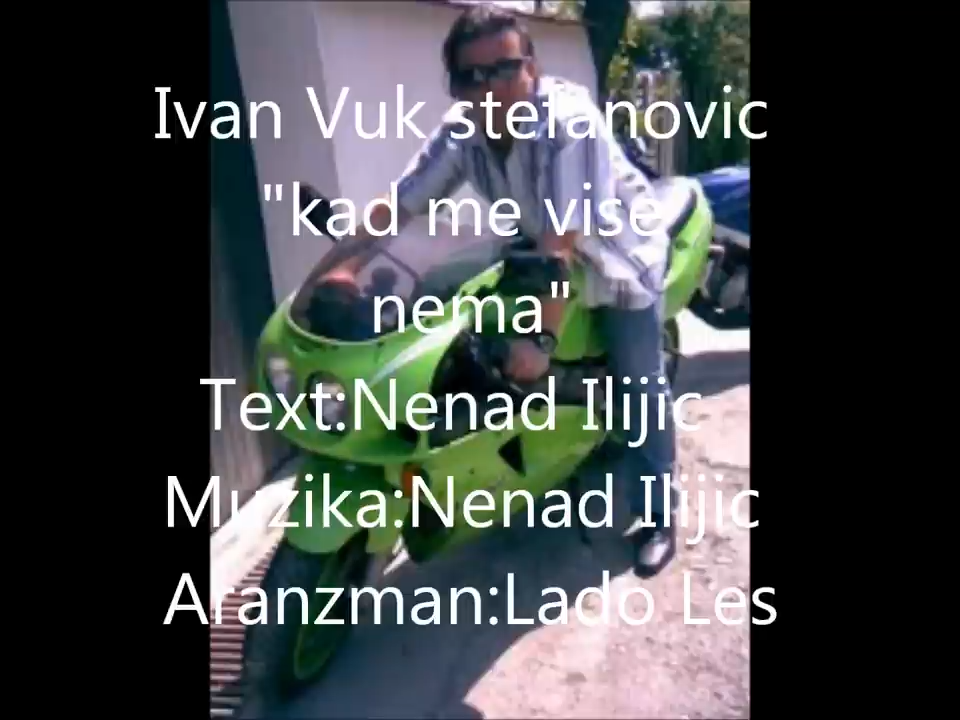 Ivan Vuk stefanovic
"kad me vise
nema"
Text:Nenad Ilijic
Muzika:Nenad Ilijic
Aranzman:Lado Les